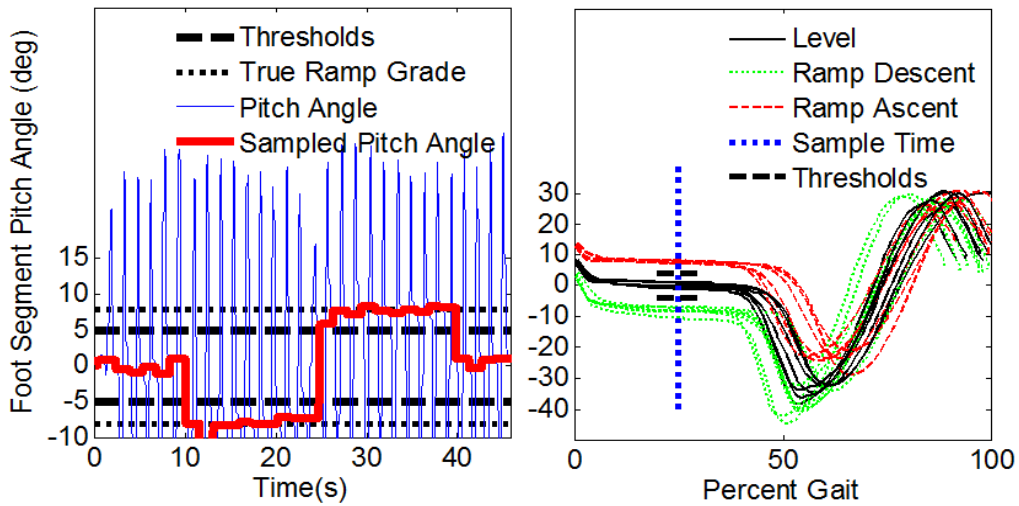 Foot Segment Pitch Angle (deg)
Thresholds
True Ramp Grade
Pitch Angle
Sampled Pitch Angle
15
10
5
0
-5
-10
0
10
20
30
40
Time(s)
Level
Ramp Descent
Ramp Ascent
Sample Time
Thresholds
30
20
10
0
-10
-20
-30
-40
0
50
100
Percent Gait